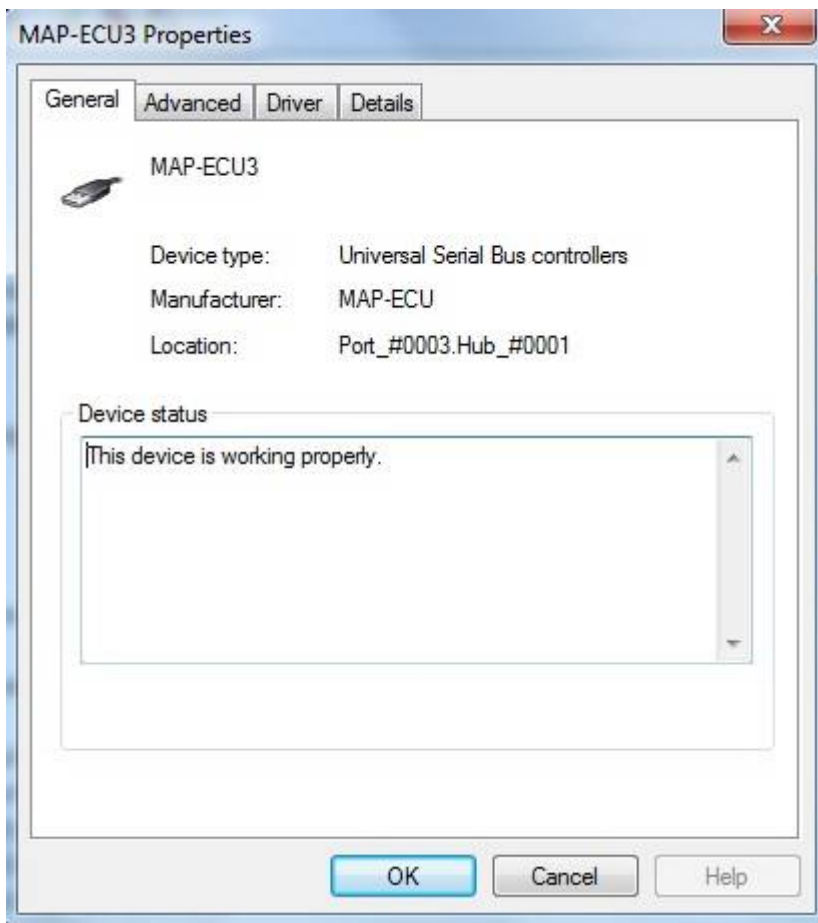 MAP-ECU3 Properties
General Advanced Driver Details
MAP-ECU3
Device type: Universal Serial Bus controllers
Manufacturer: MAP-ECU
Location: Port_#0003.Hub_#0001
Device status
This device is working properly.
OK Cancel Help